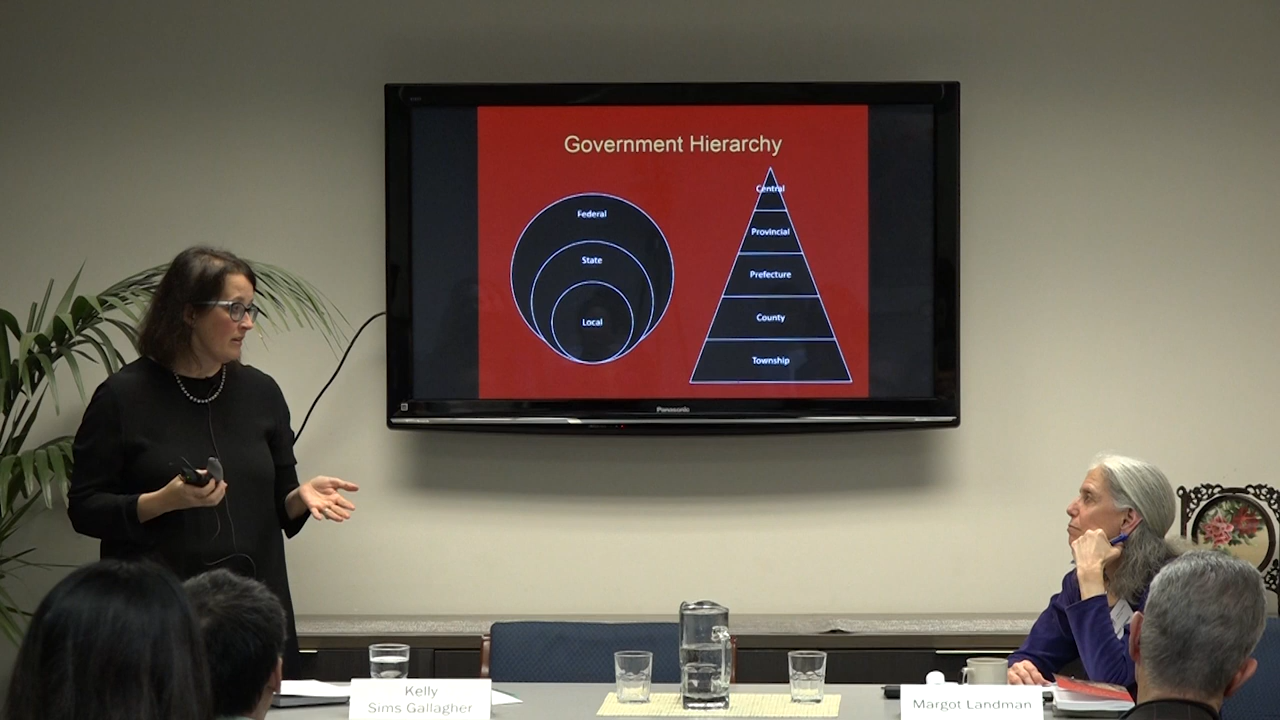 Government Hierarchy
Federal
State
Local
Central
Provincial
Prefecture
County
Township
Panasonic
Kelly
Sims Gallagher
Margot Landman